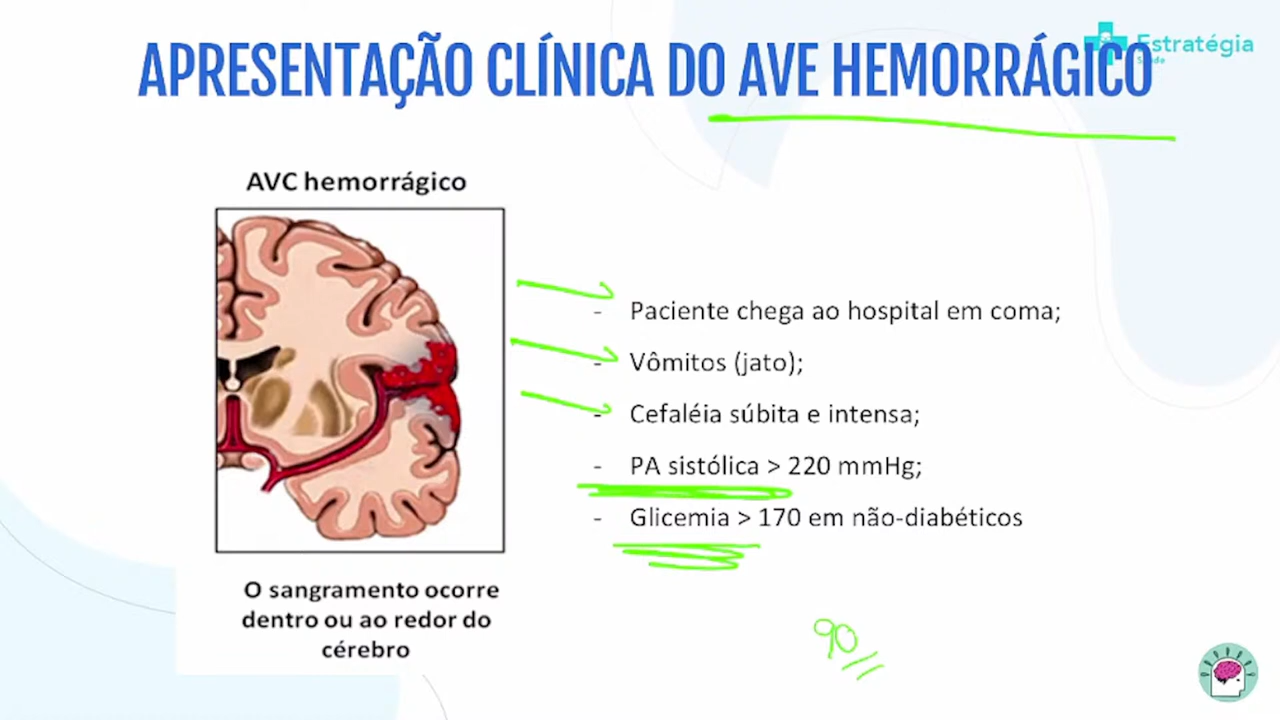 APRESENTAÇÃO CLÍNICA DO AVE HEMORRÁGICO
Estratégia
Saúde
AVC hemorrágico
- Paciente chega ao hospital em coma;
- Vômitos (jato);
- Cefaléia súbita e intensa;
- PA sistólica > 220 mmHg;
- Glicemia > 170 em não-diabéticos
O sangramento ocorre
dentro ou ao redor do
cérebro
90//